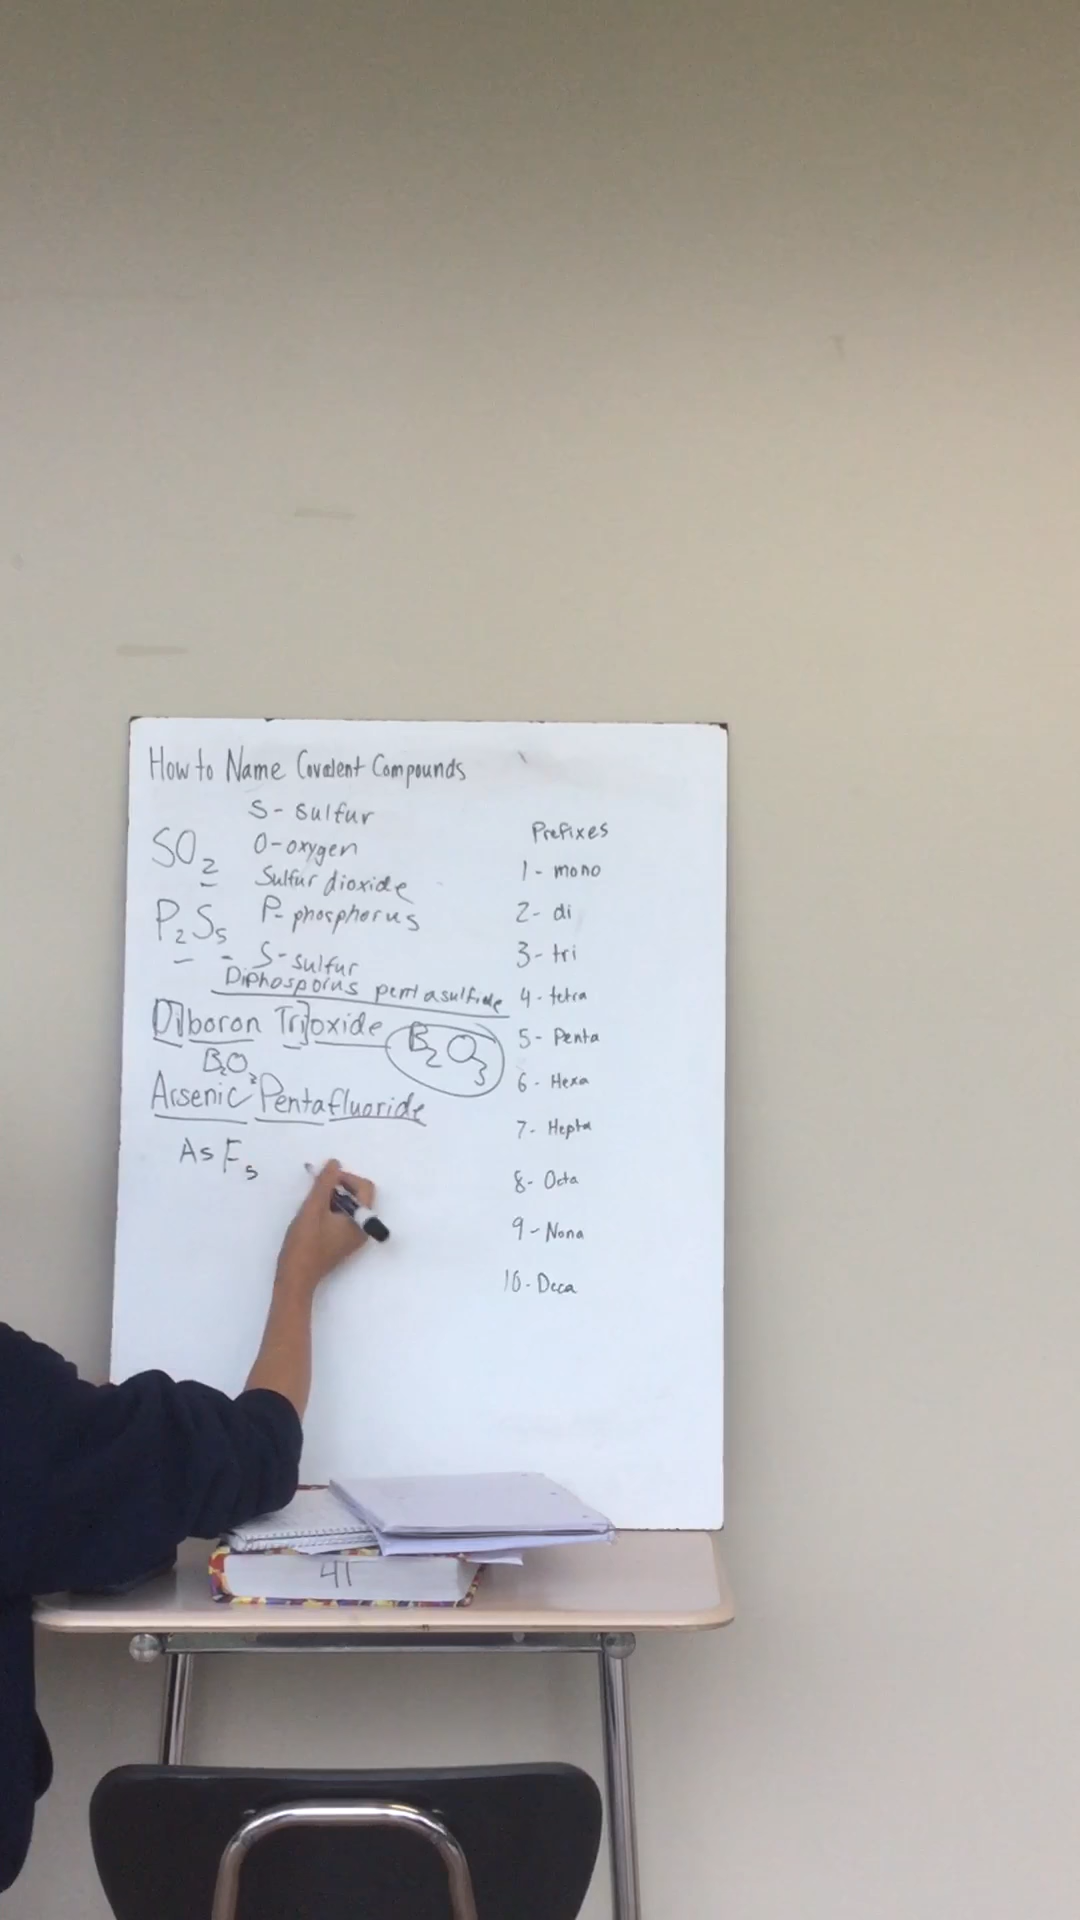 How to Name Covalent Compounds
S- sulfur
SO2
O-oxygen
Sulfur dioxide
P2S5
P- phosphorus
S-sulfur
Diphosporus pentasulfide
Diboron Trioxide
B2O3
B2O3
Arsenic Pentafluoride
AsF5
Prefixes
1- mono
2- di
3- tri
4- tetra
5- Penta
6- Hexa
7- Hepta
8- Octa
9- Nona
10- Deca
41